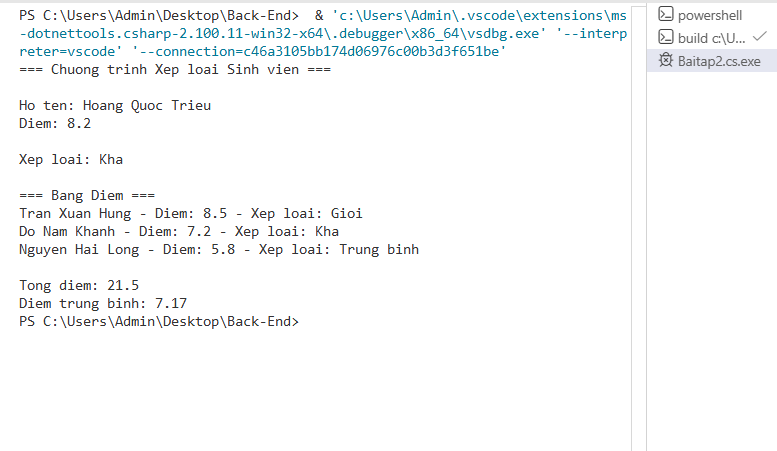 PS C:\Users\Admin\Desktop\Back-End>  & 'c:\Users\Admin\.vscode\extensions\ms
-dotnettools.csharp-2.100.11-win32-x64\.debugger\x86_64\vsdbg.exe' '--interp
reter=vscode' '--connection=c46a3105bb174d06976c00b3d3f651be'
=== Chuong trinh Xep loai Sinh vien ===
Ho ten: Hoang Quoc Trieu
Diem: 8.2
Xep loai: Kha
=== Bang Diem ===
Tran Xuan Hung - Diem: 8.5 - Xep loai: Gioi
Do Nam Khanh - Diem: 7.2 - Xep loai: Kha
Nguyen Hai Long - Diem: 5.8 - Xep loai: Trung binh
Tong diem: 21.5
Diem trung binh: 7.17
PS C:\Users\Admin\Desktop\Back-End>
powershell
build c:\U...
Baitap2.cs.exe